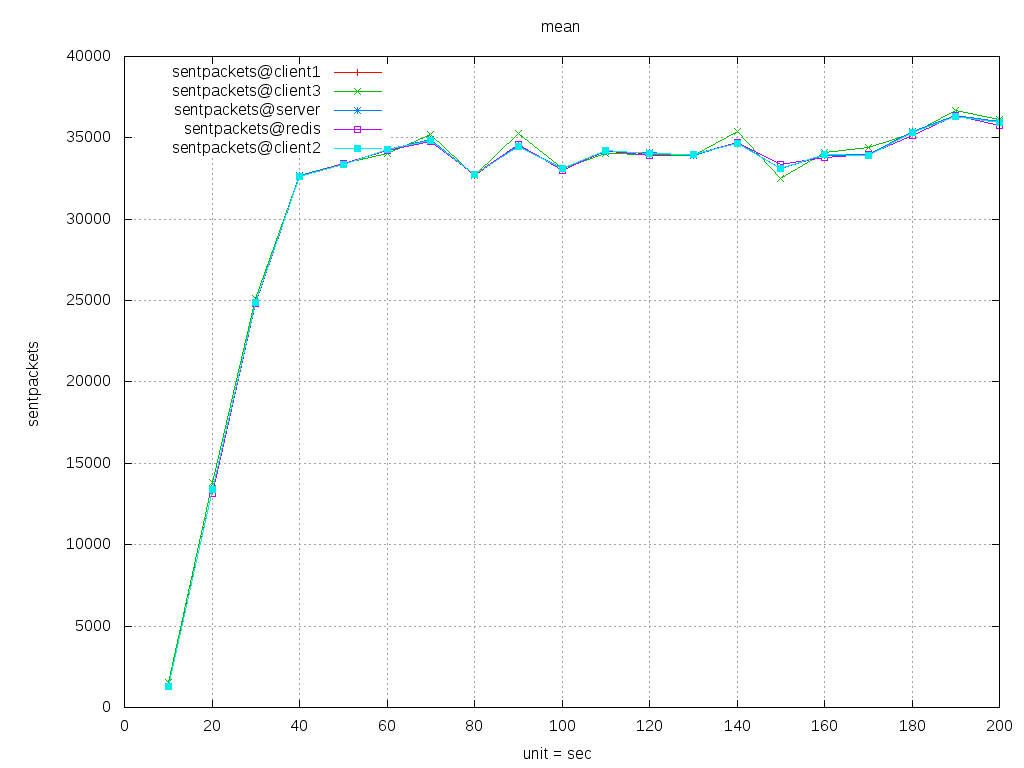 mean
40000
35000
30000
25000
20000
15000
10000
5000
0
sentpackets
sentpackets@client1
sentpackets@client3
sentpackets@server
sentpackets@redis
sentpackets@client2
0 20 40 60 80 100 120 140 160 180 200
unit = sec